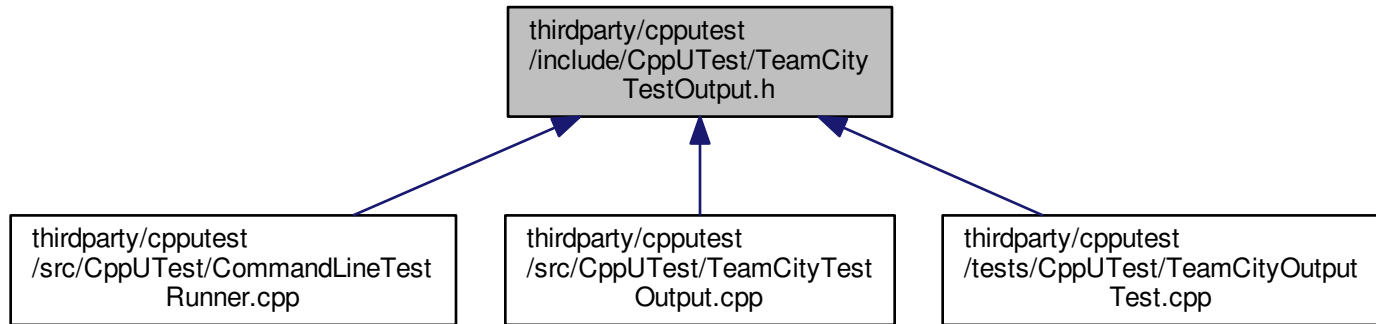 thirdparty/cpputest
/include/CppUTest/TeamCity
TestOutput.h
thirdparty/cpputest
/src/CppUTest/CommandLineTest
Runner.cpp
thirdparty/cpputest
/src/CppUTest/TeamCityTest
Output.cpp
thirdparty/cpputest
/tests/CppUTest/TeamCityOutput
Test.cpp